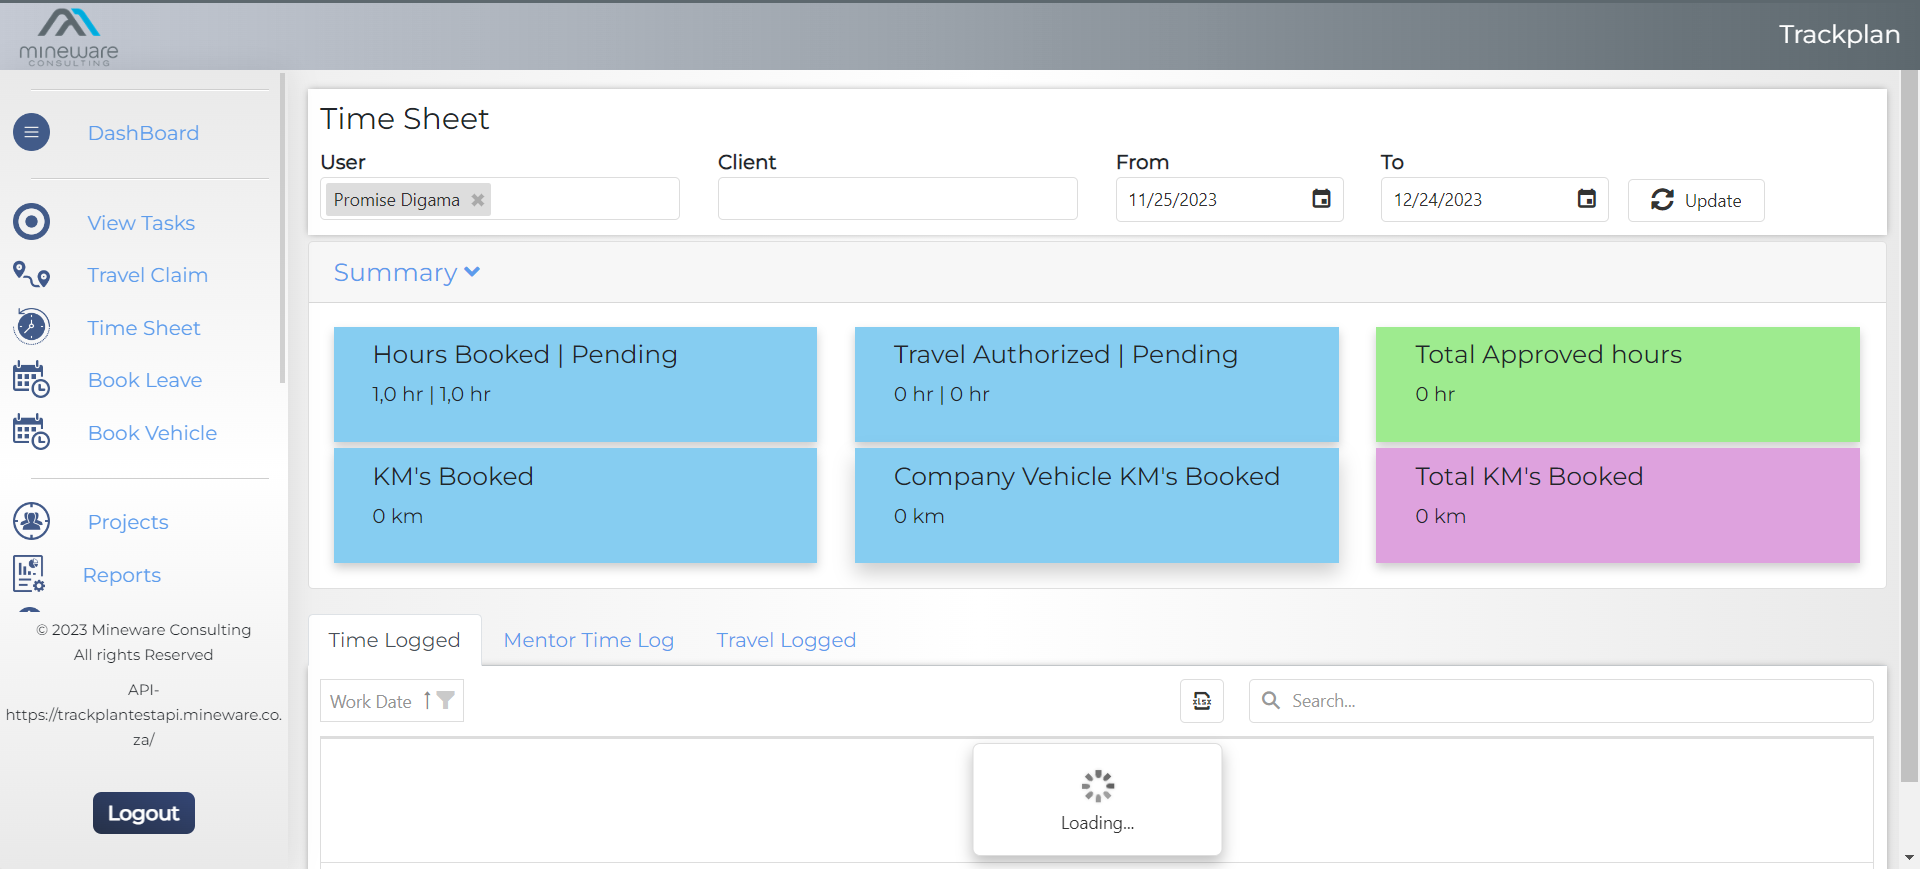 mineware
CONSULTING
Trackplan
DashBoard
View Tasks
Travel Claim
Time Sheet
Book Leave
Book Vehicle
Projects
Reports
© 2023 Mineware Consulting
All rights Reserved
API-
https://trackplantestapi.mineware.co.
za/
Logout
Time Sheet
User
Client
From
To
Promise Digama
11/25/2023
12/24/2023
Update
Summary
Hours Booked | Pending
1,0 hr | 1,0 hr
Travel Authorized | Pending
0 hr | 0 hr
Total Approved hours
0 hr
KM's Booked
0 km
Company Vehicle KM's Booked
0 km
Total KM's Booked
0 km
Time Logged
Mentor Time Log
Travel Logged
Work Date
xlsx
Search...
Loading...